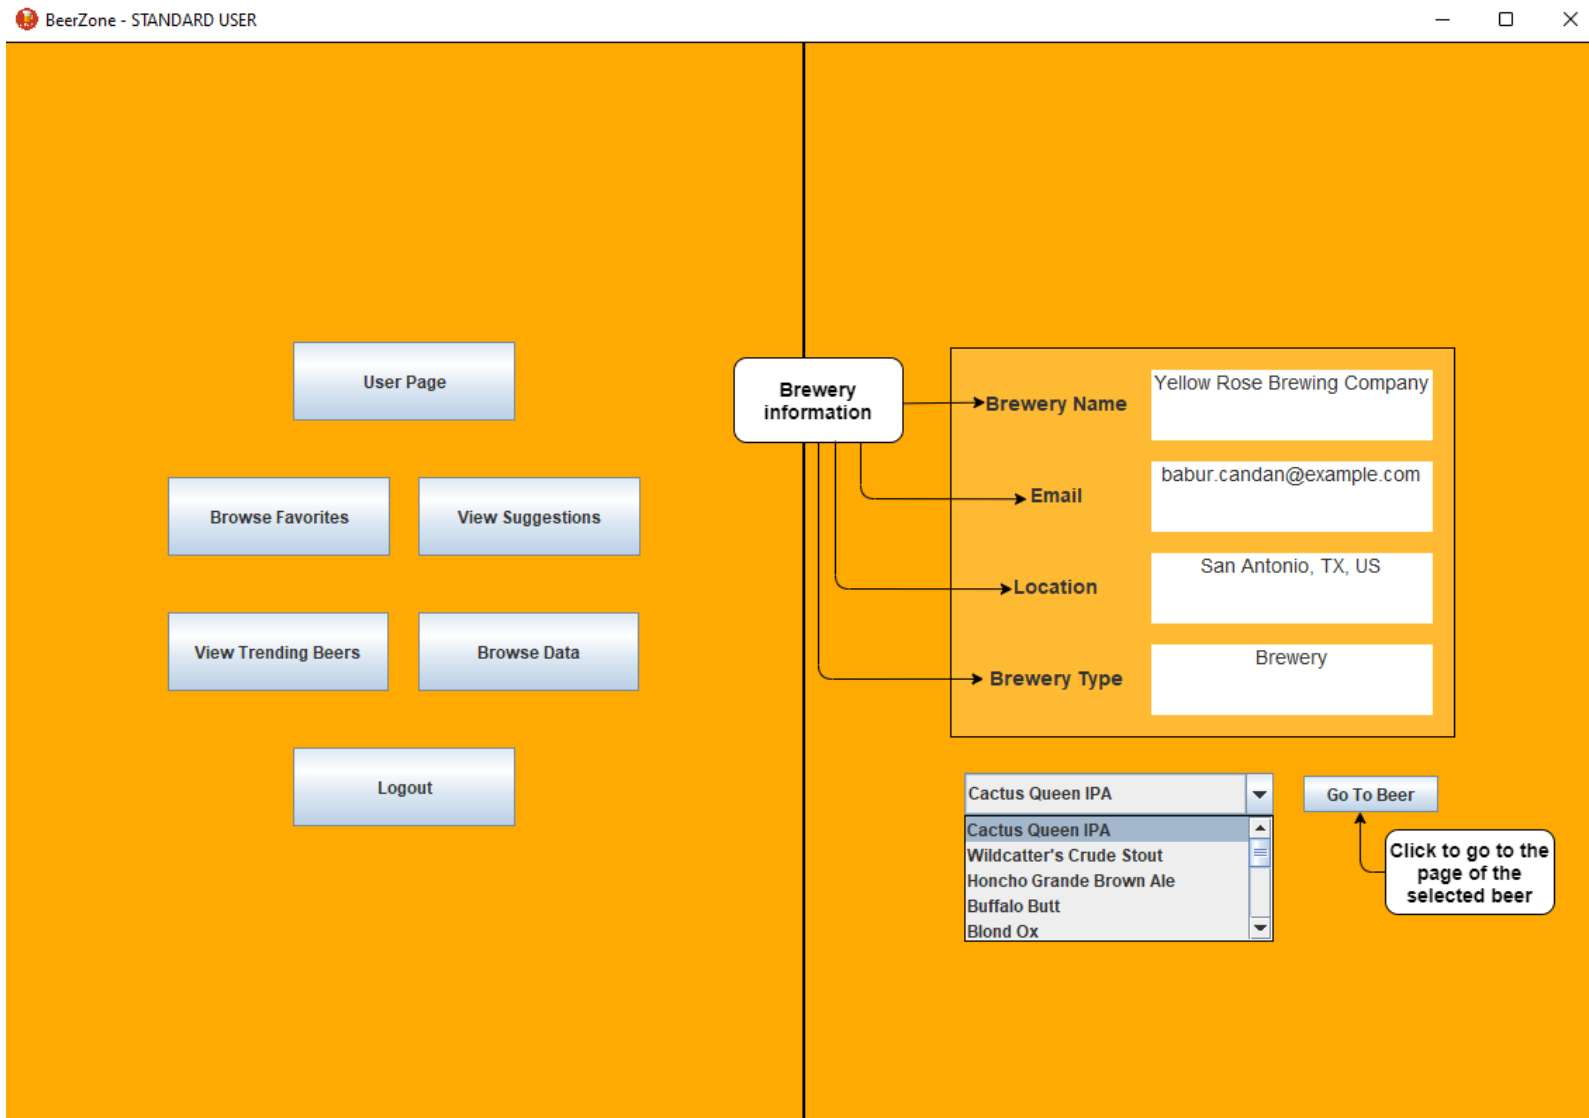 BeerZone - STANDARD USER
User Page
Browse Favorites
View Suggestions
View Trending Beers
Browse Data
Logout
Brewery
information
Brewery Name
Yellow Rose Brewing Company
Email
babur.candan@example.com
Location
San Antonio, TX, US
Brewery Type
Brewery
Cactus Queen IPA
Go To Beer
Cactus Queen IPA
Wildcatter's Crude Stout
Honcho Grande Brown Ale
Buffalo Butt
Blond Ox
Click to go to the
page of the
selected beer